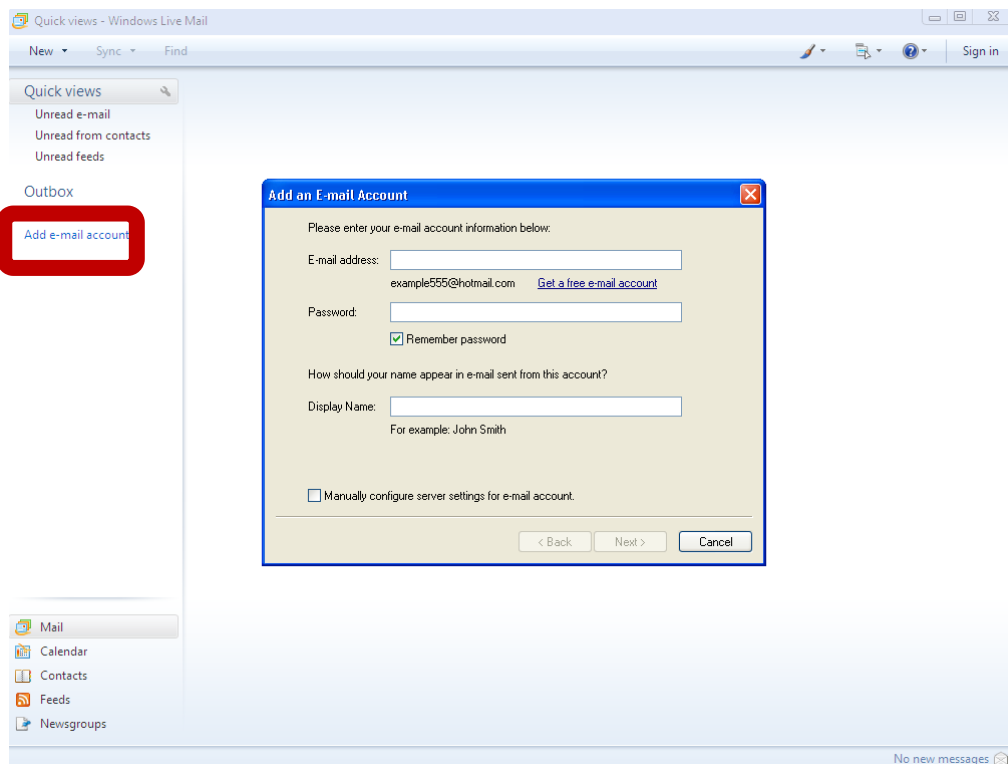 Quick views - Windows Live Mail
New Sync Find Sign in
Quick views
Unread e-mail
Unread from contacts
Unread feeds
Outbox
Add e-mail account
Add an E-mail Account
Please enter your e-mail account information below:
E-mail address:
example555@hotmail.com Get a free e-mail account
Password:
Remember password
How should your name appear in e-mail sent from this account?
Display Name:
For example: John Smith
Manually configure server settings for e-mail account.
< Back Next > Cancel
Mail
Calendar
Contacts
Feeds
Newsgroups
No new messages